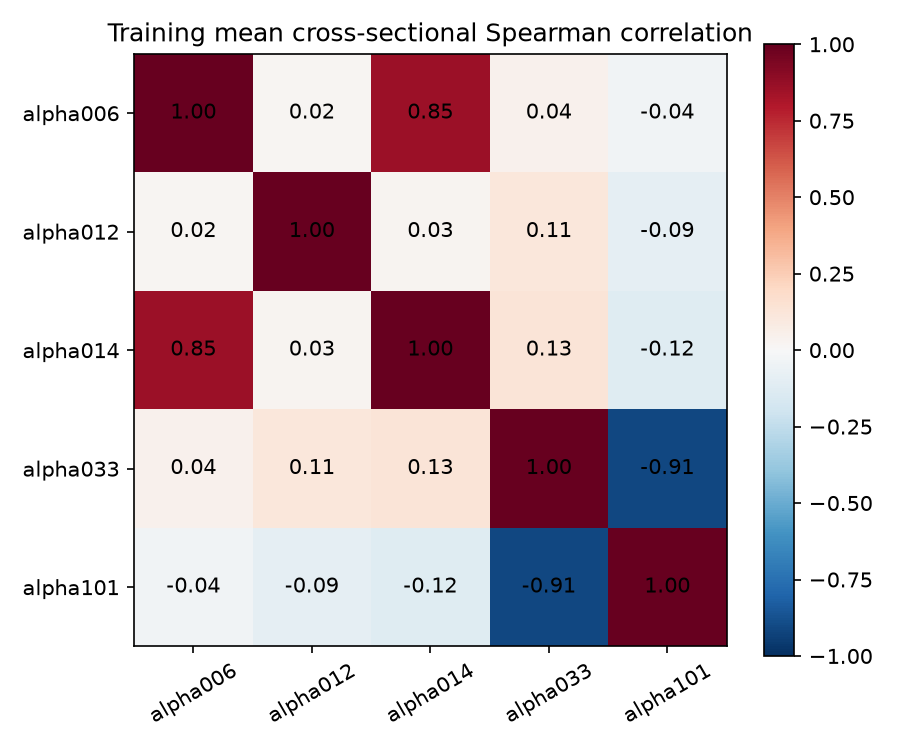 Training mean cross-sectional Spearman correlation
alpha006 1.00 0.02 0.85 0.04 -0.04
alpha012 0.02 1.00 0.03 0.11 -0.09
alpha014 0.85 0.03 1.00 0.13 -0.12
alpha033 0.04 0.11 0.13 1.00 -0.91
alpha101 -0.04 -0.09 -0.12 -0.91 1.00
alpha006 alpha012 alpha014 alpha033 alpha101
1.00
0.75
0.50
0.25
0.00
−0.25
−0.50
−0.75
−1.00